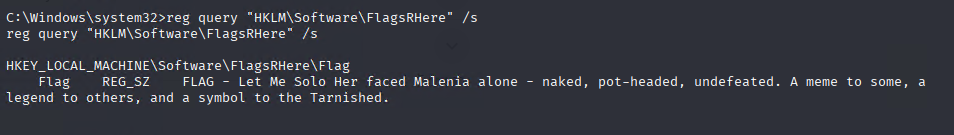 C:\Windows\system32>reg query "HKLM\Software\FlagsRHere" /s
reg query "HKLM\Software\FlagsRHere" /s
HKEY_LOCAL_MACHINE\Software\FlagsRHere\Flag
Flag    REG_SZ    FLAG - Let Me Solo Her faced Malenia alone - naked, pot-headed, undefeated. A meme to some, a
legend to others, and a symbol to the Tarnished.